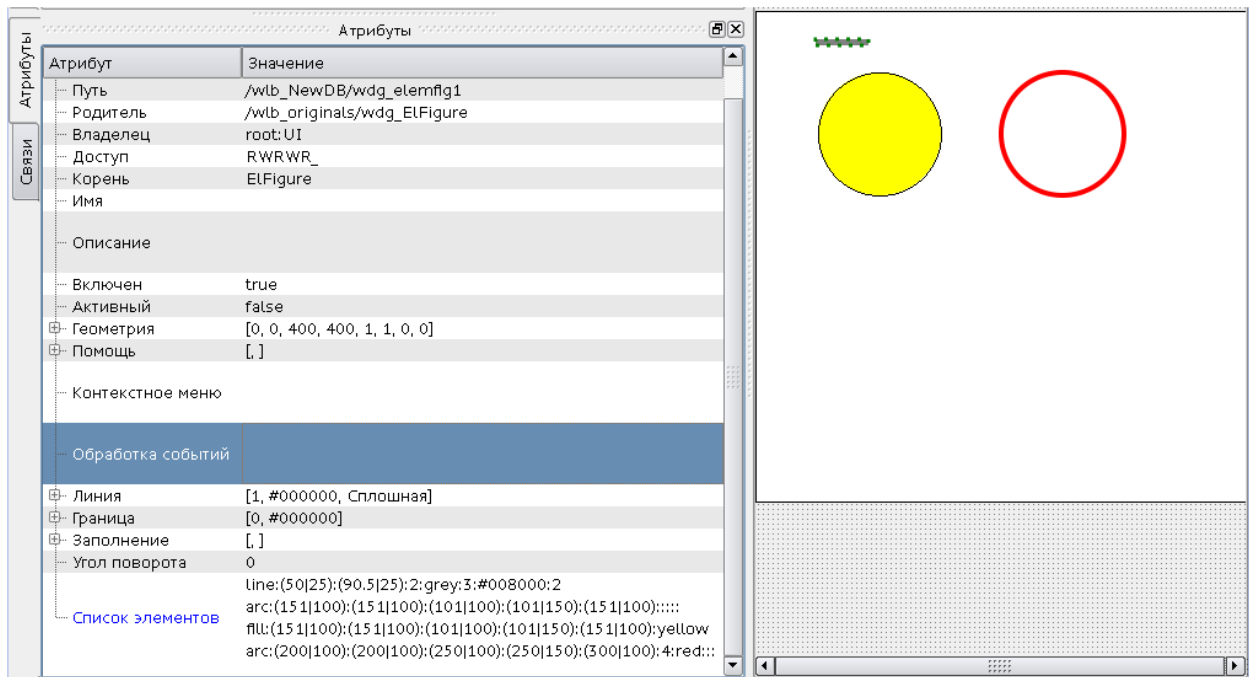 Атрибуты
Атрибуты
Связи
Атрибут Значение
Путь /wlb_NewDB/wdg_elemfig1
Родитель /wlb_originals/wdg_ElFigure
Владелец root:UI
Доступ RWRWR_
Корень ElFigure
Имя
Описание
Включен true
Активный false
Геометрия [0, 0, 400, 400, 1, 1, 0, 0]
Помощь [, ]
Контекстное меню
Обработка событий
Линия [1, #000000, Сплошная]
Граница [0, #000000]
Заполнение [, ]
Угол поворота 0
Список элементов
line:(50|25):(90.5|25):2:grey:3:#008000:2
arc:(151|100):(151|100):(101|100):(101|150):(151|100):::::
fill:(151|100):(151|100):(101|100):(101|150):(151|100):yellow
arc:(200|100):(200|100):(250|100):(250|150):(300|100):4:red:::